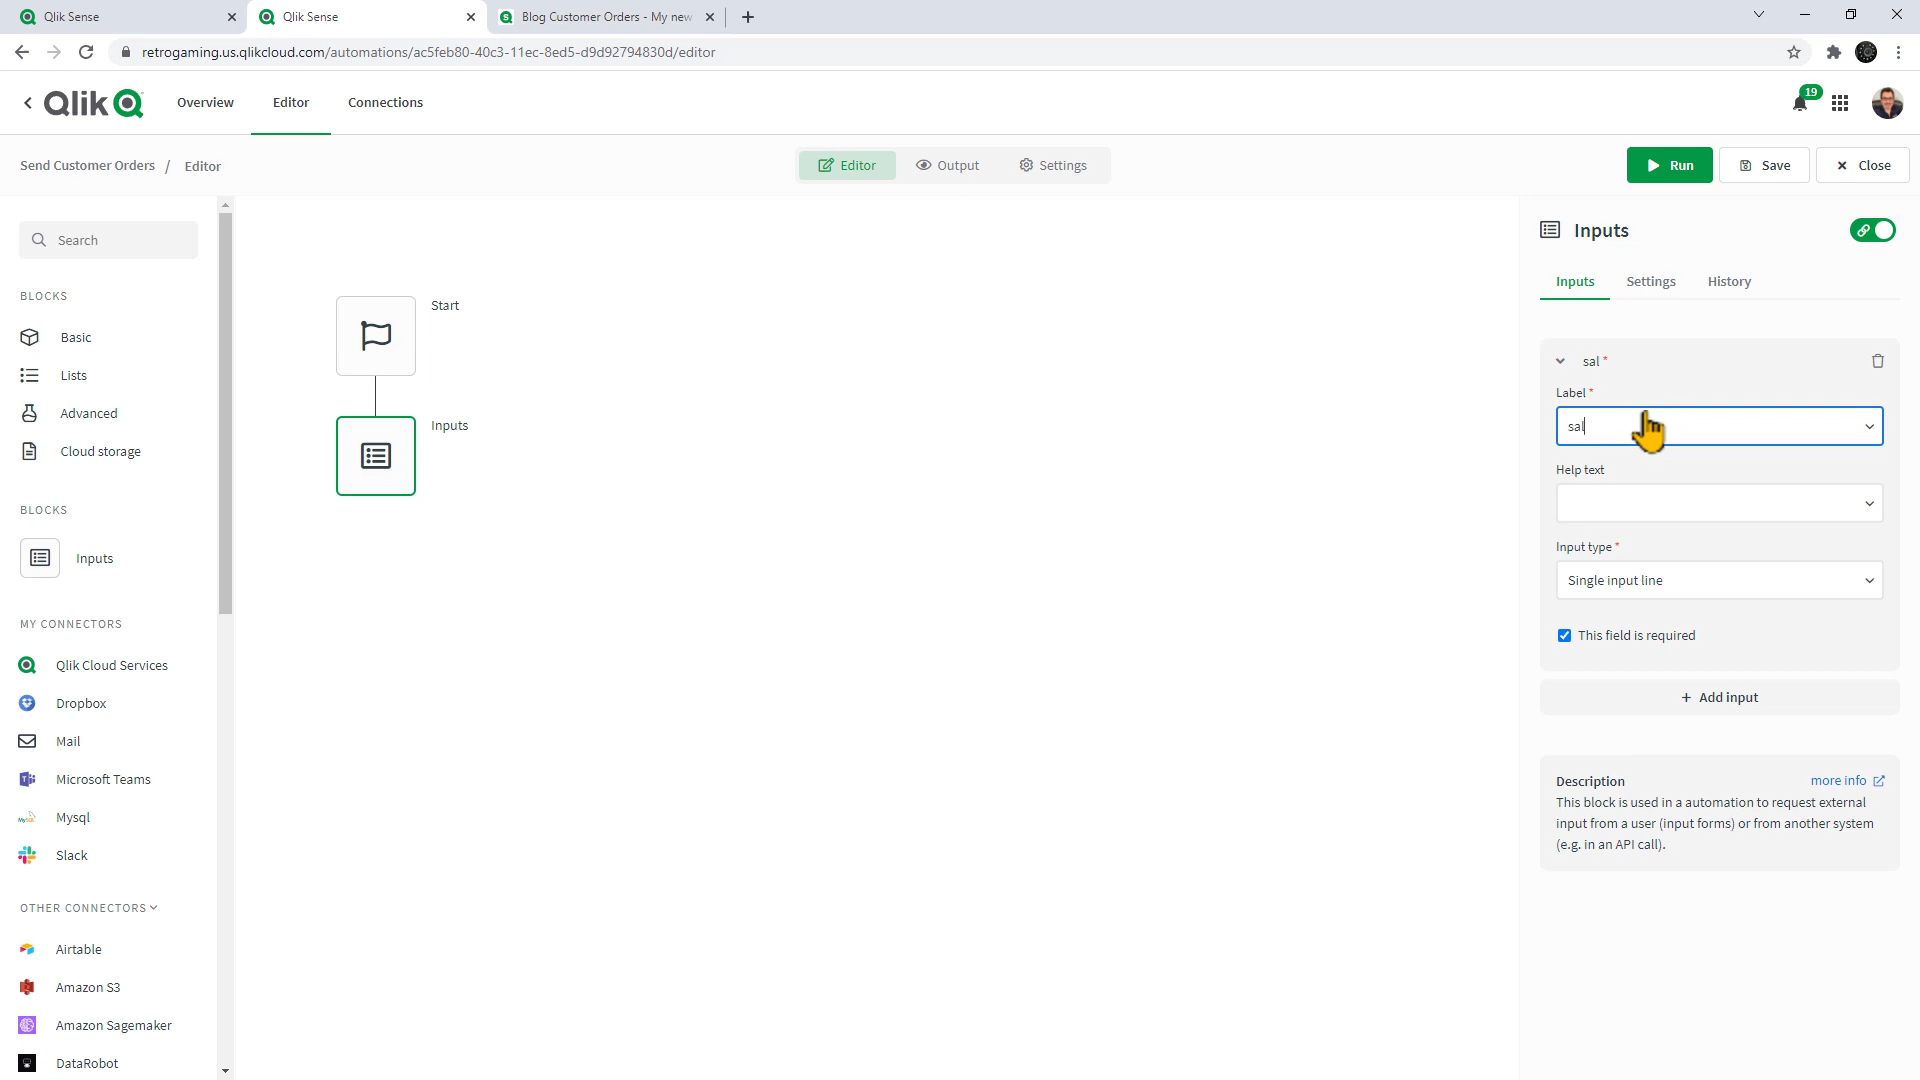 Qlik Sense
Qlik Sense
Blog Customer Orders - My new
retrogaming.us.qlikcloud.com/automations/ac5feb80-40c3-11ec-8ed5-d9d92794830d/editor
Qlik
Overview
Editor
Connections
19
Send Customer Orders / Editor
Editor
Output
Settings
Run
Save
Close
Search
BLOCKS
Basic
Lists
Advanced
Cloud storage
BLOCKS
Inputs
MY CONNECTORS
Qlik Cloud Services
Dropbox
Mail
Microsoft Teams
Mysql
Slack
OTHER CONNECTORS
Airtable
Amazon S3
Amazon Sagemaker
DataRobot
Start
Inputs
Inputs
Inputs
Settings
History
sal *
Label *
sal
Help text
Input type *
Single input line
This field is required
+ Add input
Description
more info
This block is used in a automation to request external
input from a user (input forms) or from another system
(e.g. in an API call).